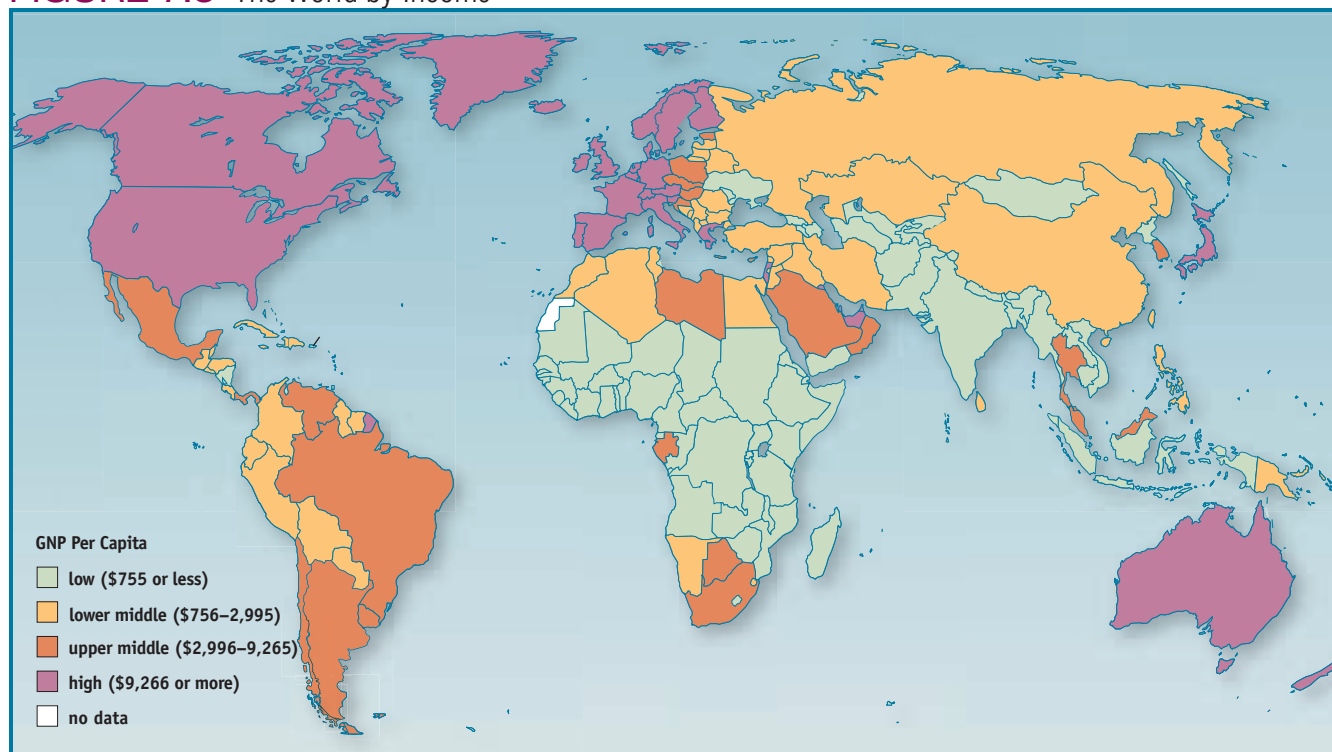 The World by Income
GNP Per Capita
low ($755 or less)
lower middle ($756–2,995)
upper middle ($2,996–9,265)
high ($9,266 or more)
no data